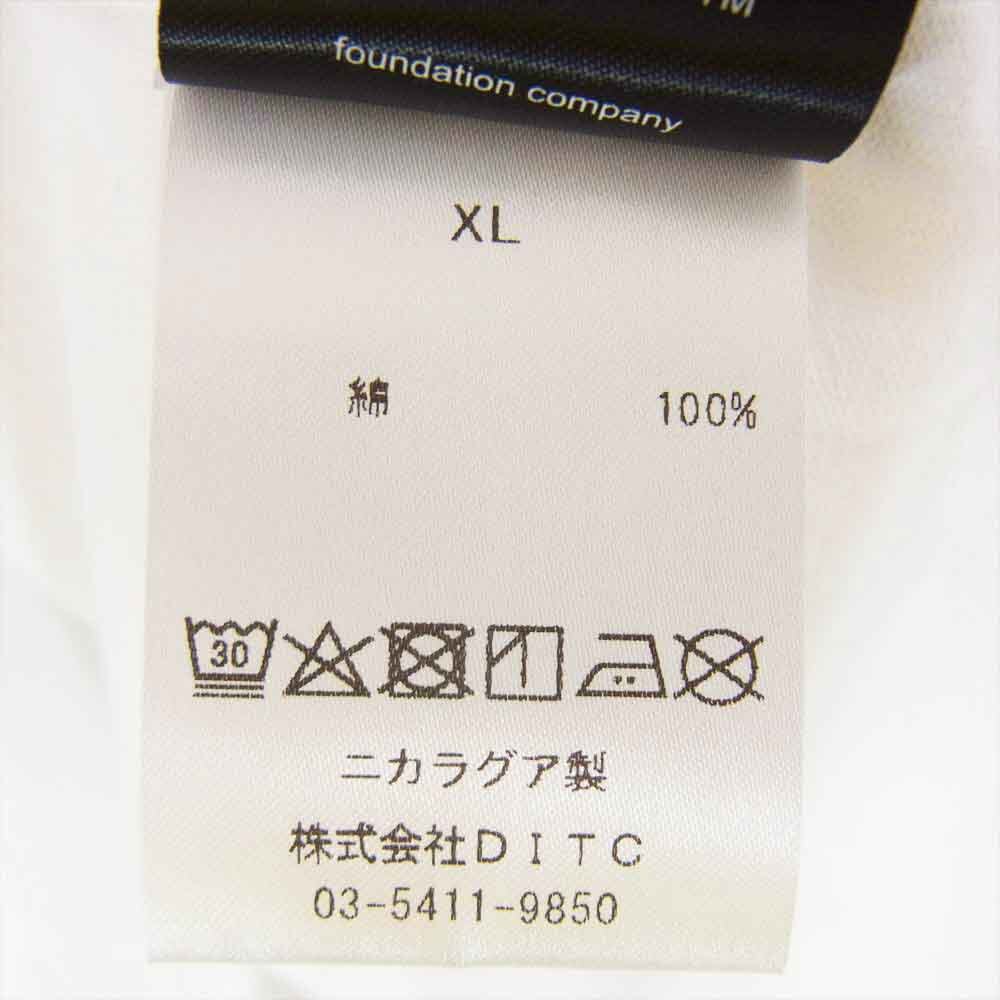 TM
foundation company
XL
綿 100%
30
ニカラグア製
株式会社DITC
03-5411-9850